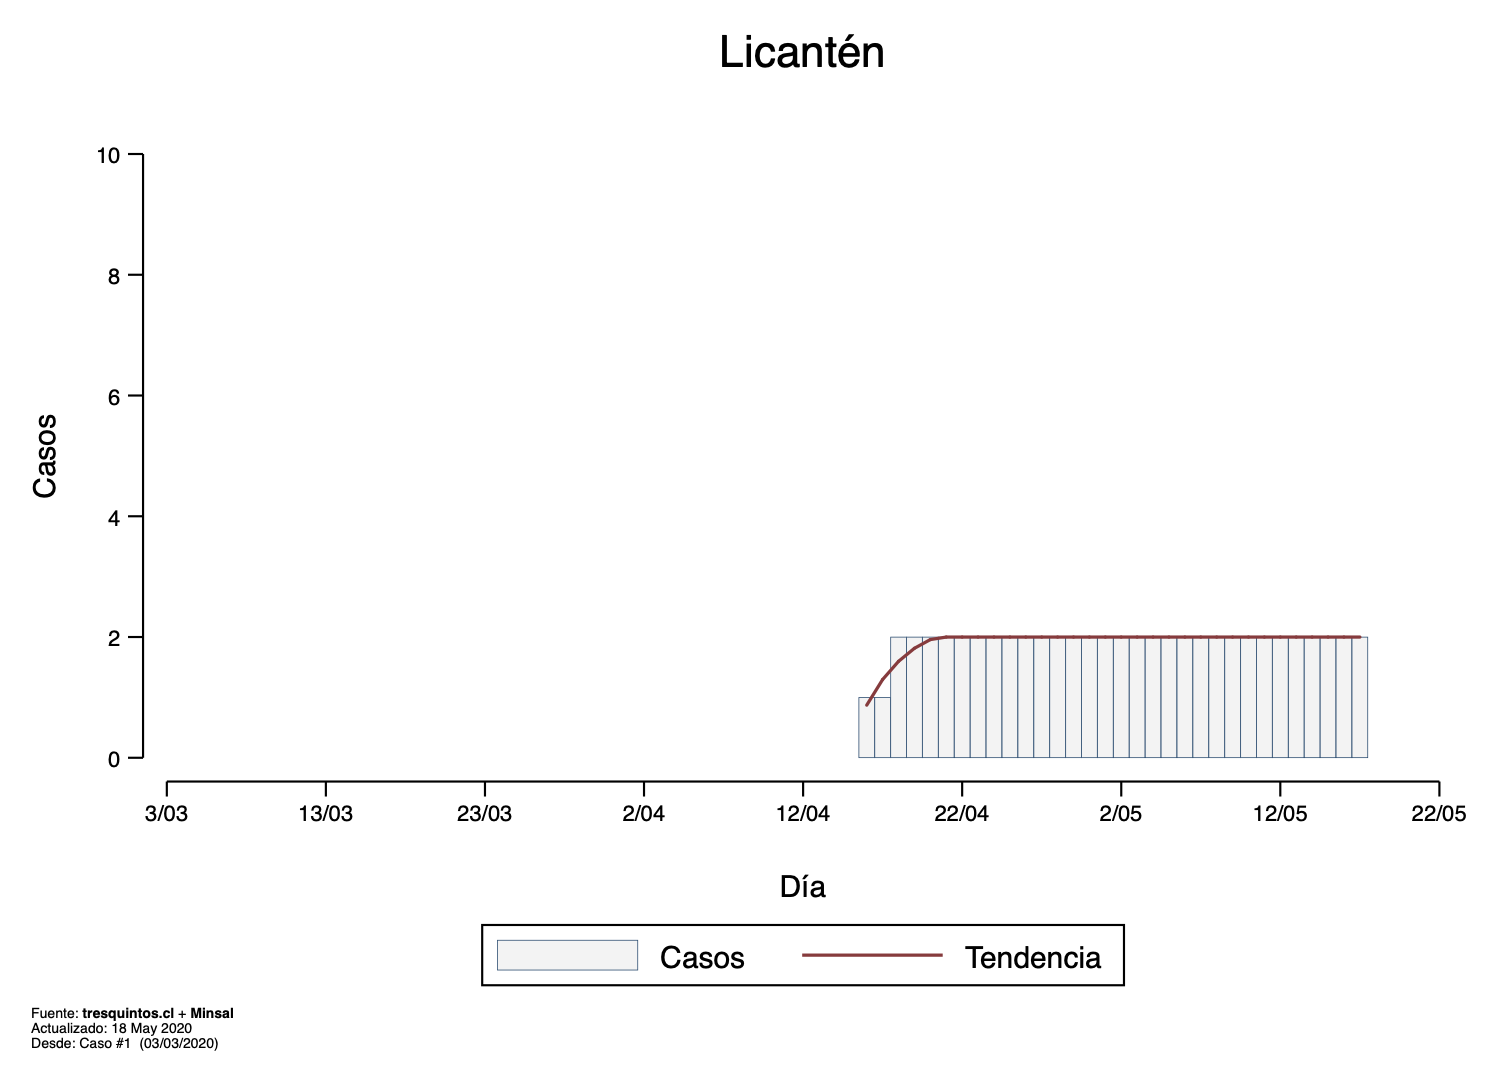 Licantén
10
8
6
4
2
0
Casos
3/03 13/03 23/03 2/04 12/04 22/04 2/05 12/05 22/05
Día
Casos Tendencia
Fuente: tresquintos.cl + Minsal
Actualizado: 18 May 2020
Desde: Caso #1 (03/03/2020)